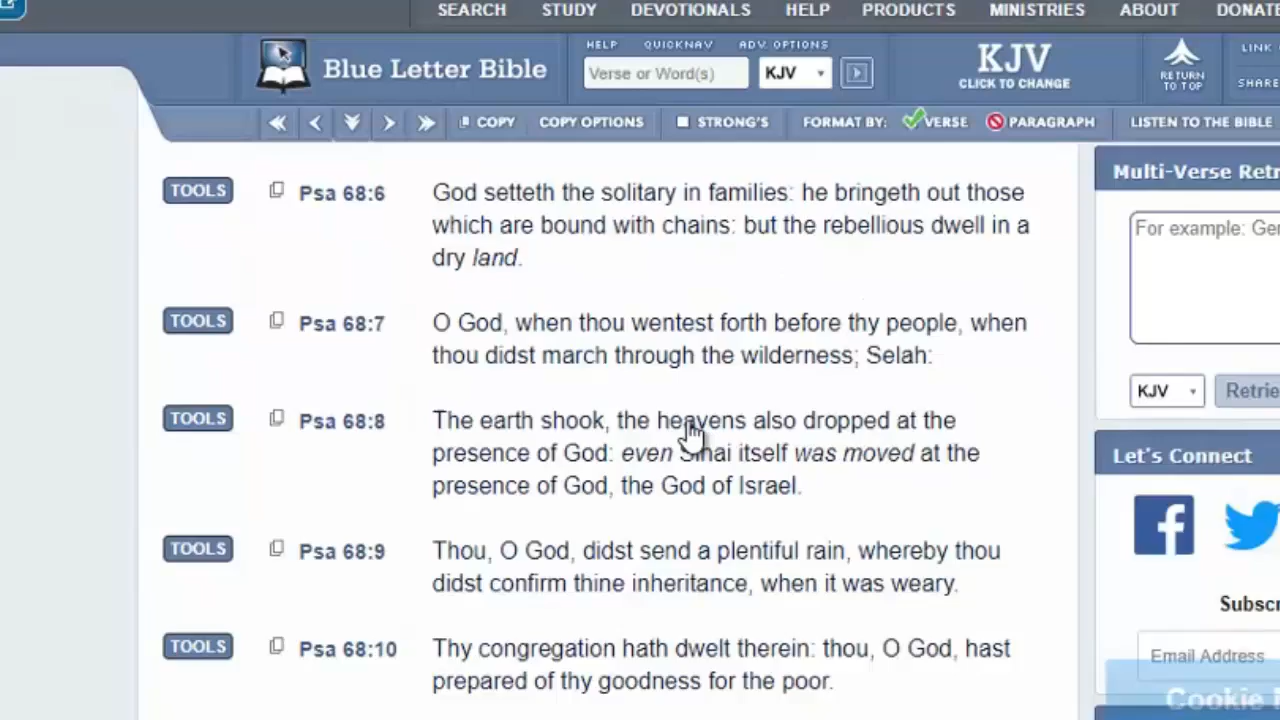 SEARCH STUDY DEVOTIONALS HELP PRODUCTS MINISTRIES ABOUT DONATE
Blue Letter Bible
HELP QUICKNAV ADV. OPTIONS
Verse or Word(s) KJV
KJV
CLICK TO CHANGE
RETURN
TO TOP
LINK
SHARE
COPY COPY OPTIONS STRONG'S FORMAT BY: VERSE PARAGRAPH LISTEN TO THE BIBLE
TOOLS Psa 68:6 God setteth the solitary in families: he bringeth out those
which are bound with chains: but the rebellious dwell in a
dry land.
TOOLS Psa 68:7 O God, when thou wentest forth before thy people, when
thou didst march through the wilderness; Selah:
TOOLS Psa 68:8 The earth shook, the heavens also dropped at the
presence of God: even Sinai itself was moved at the
presence of God, the God of Israel.
TOOLS Psa 68:9 Thou, O God, didst send a plentiful rain, whereby thou
didst confirm thine inheritance, when it was weary.
TOOLS Psa 68:10 Thy congregation hath dwelt therein: thou, O God, hast
prepared of thy goodness for the poor.
Multi-Verse Retr
For example: Ge
KJV Retrie
Let's Connect
Subsc
Email Address
Cookie